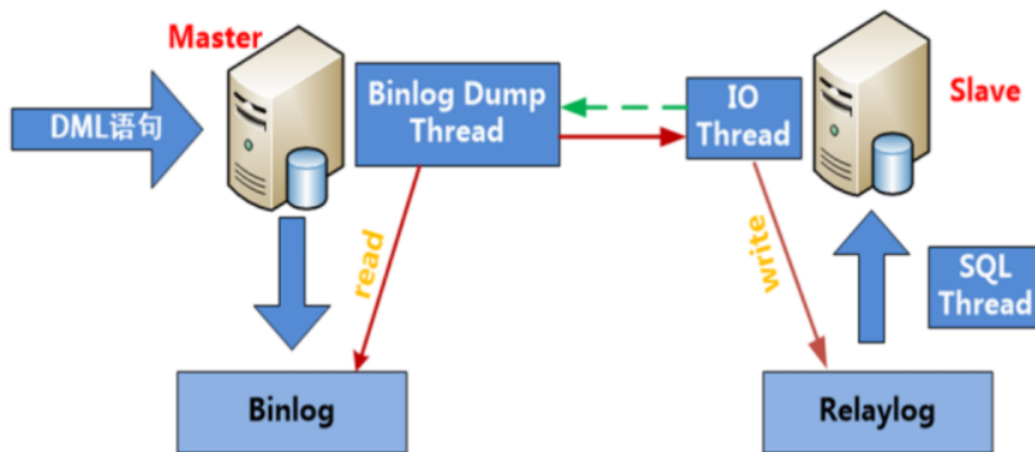 Master
DML语句
Binlog Dump
Thread
IO
Thread
Slave
read
write
SQL
Thread
Binlog
Relaylog